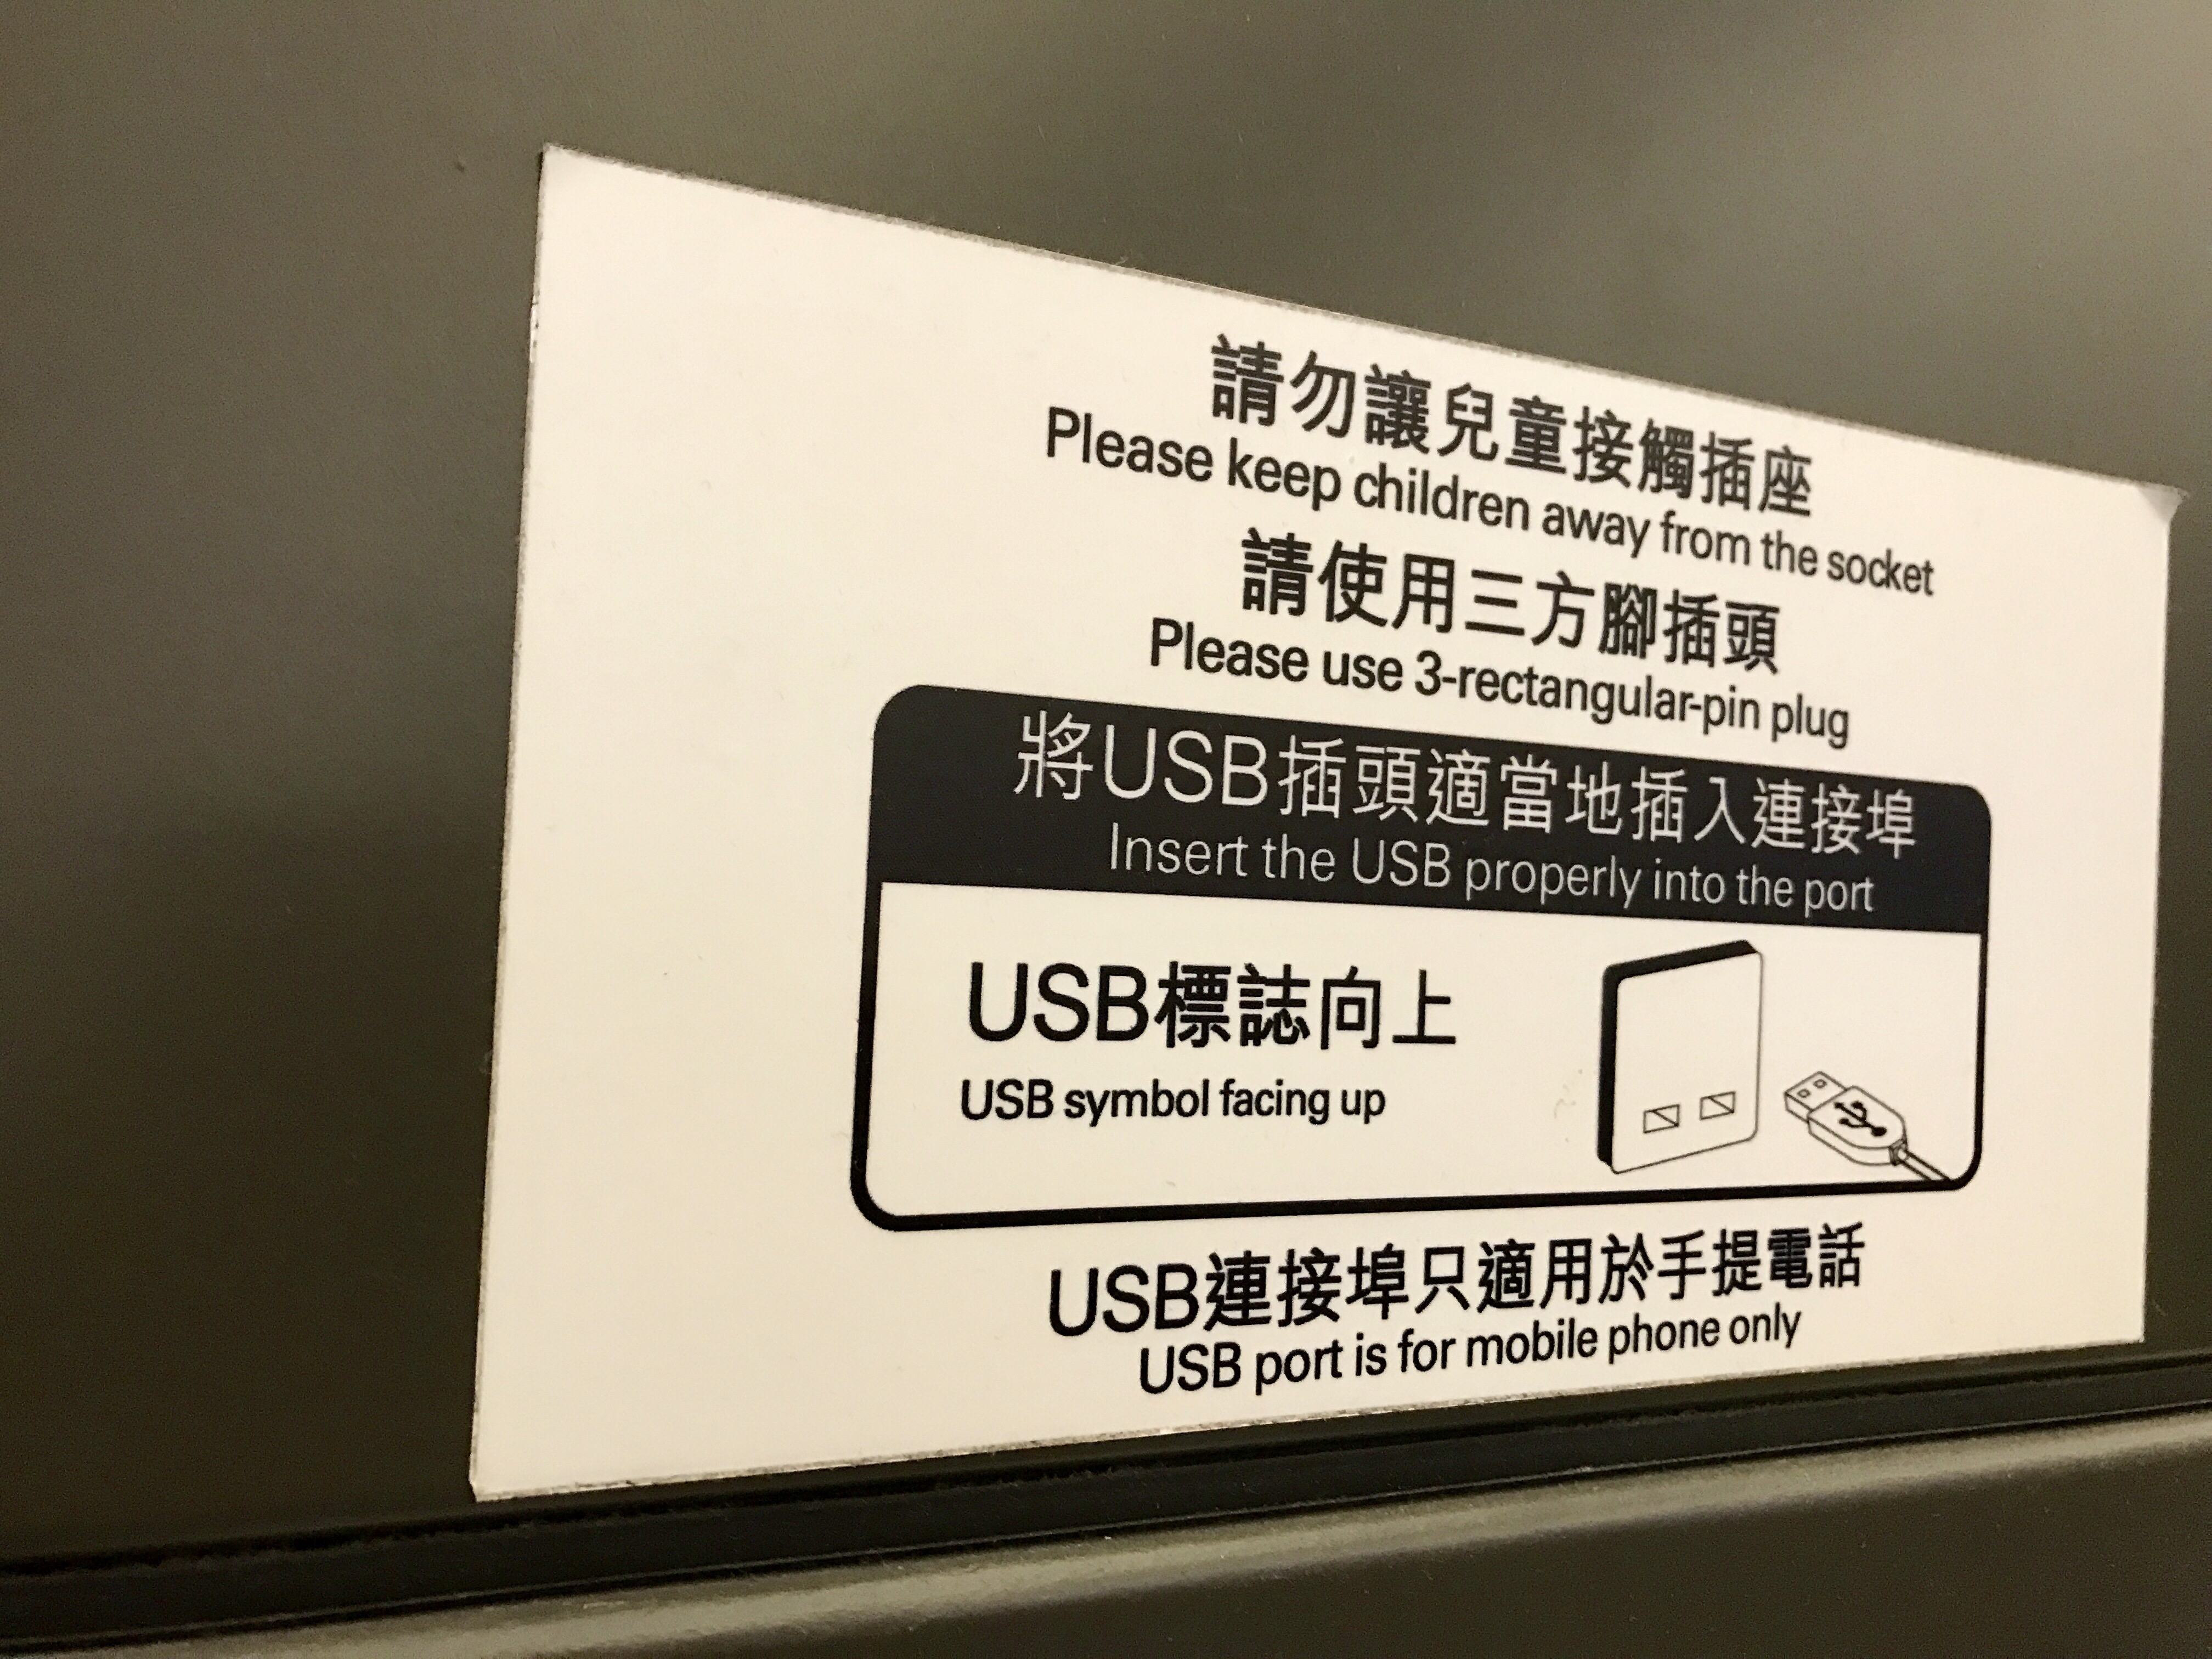 請勿讓兒童接觸插座
Please keep children away from the socket
請使用三方腳插頭
Please use 3-rectangular-pin plug
將USB插頭適當地插入連接埠
Insert the USB properly into the port
USB標誌向上
USB symbol facing up
USB連接埠只適用於手提電話
USB port is for mobile phone only